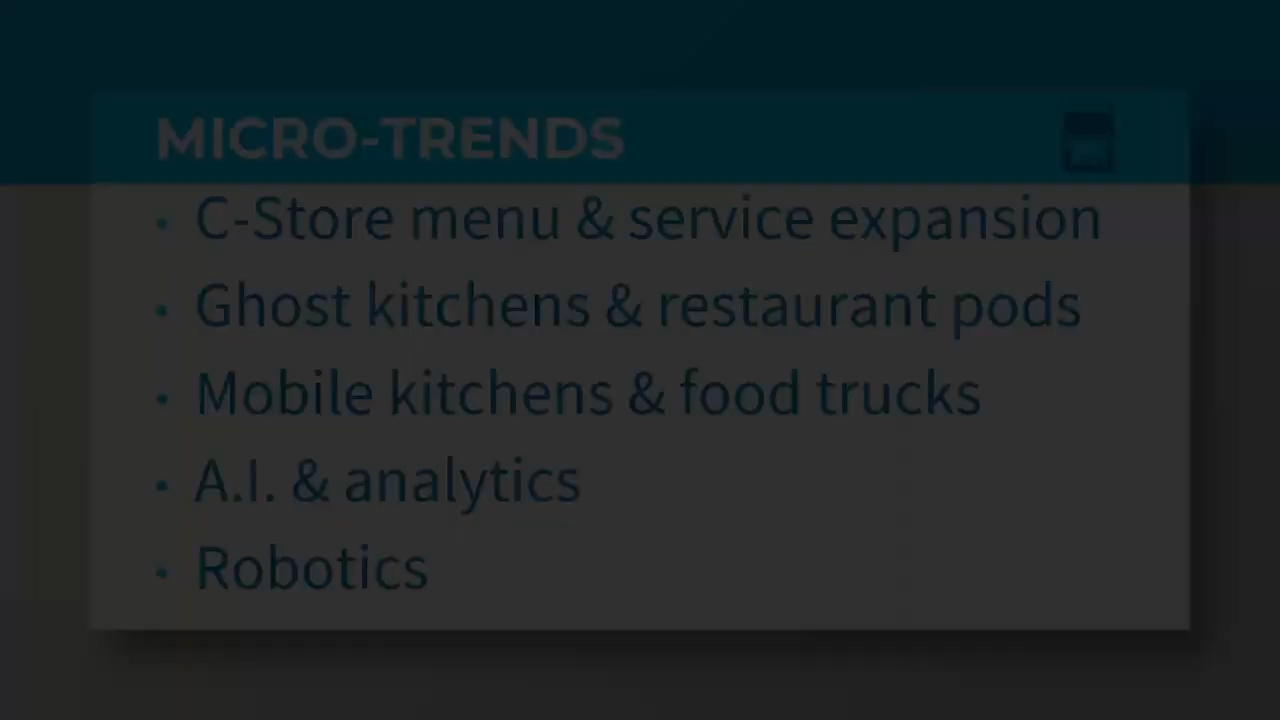 MICRO-TRENDS
• C-Store menu & service expansion
• Ghost kitchens & restaurant pods
• Mobile kitchens & food trucks
• A.I. & analytics
• Robotics